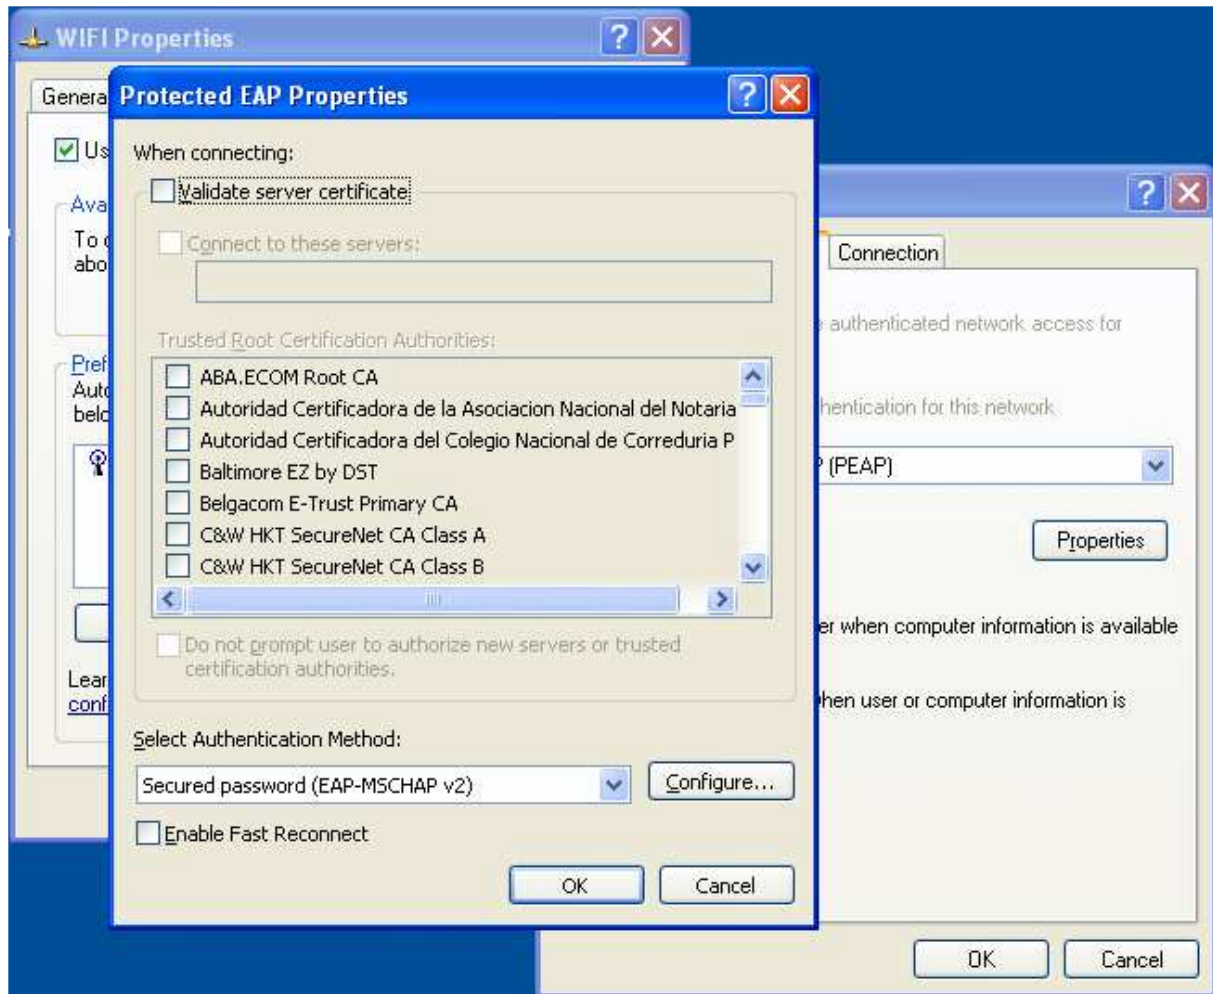 WIFI Properties
Genera
Us
Ava
To
abo
Pref
Auto
belo
Lear
conf
Protected EAP Properties
When connecting:
Validate server certificate
Connect to these servers:
Trusted Root Certification Authorities:
ABA.ECOM Root CA
Autoridad Certificadora de la Asociacion Nacional del Notaria
Autoridad Certificadora del Colegio Nacional de Correduria P
Baltimore EZ by DST
Belgacom E-Trust Primary CA
C&W HKT SecureNet CA Class A
C&W HKT SecureNet CA Class B
Do not prompt user to authorize new servers or trusted
certification authorities.
Select Authentication Method:
Secured password (EAP-MSCHAP v2)
Configure...
Enable Fast Reconnect
OK
Cancel
Connection
authenticated network access for
hentication for this network
(PEAP)
Properties
er when computer information is available
hen user or computer information is
OK
Cancel